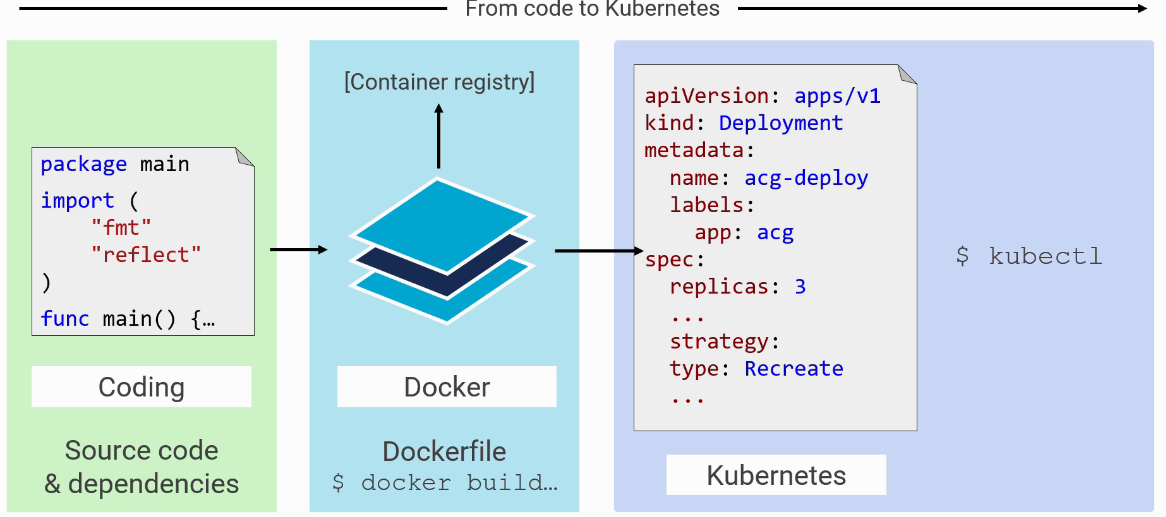 From code to Kubernetes
package main
import (
"fmt"
"reflect"
)
func main() {…
Coding
Source code
& dependencies
[Container registry]
Docker
Dockerfile
$ docker build…
apiVersion: apps/v1
kind: Deployment
metadata:
name: acg-deploy
labels:
app: acg
spec:
replicas: 3
...
strategy:
type: Recreate
...
Kubernetes
$ kubectl